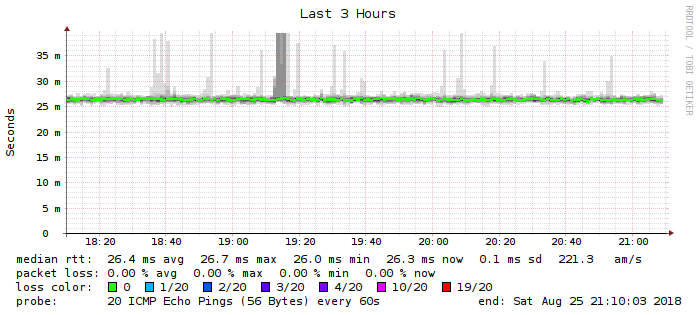 Last 3 Hours
RRDTOOL / TOBI OETIKER
Seconds
35 m
30 m
25 m
20 m
15 m
10 m
5 m
0
18:20 18:40 19:00 19:20 19:40 20:00 20:20 20:40 21:00
median rtt: 26.4 ms avg 26.7 ms max 26.0 ms min 26.3 ms now 0.1 ms sd 221.3 am/s
packet loss: 0.00 % avg 0.00 % max 0.00 % min 0.00 % now
loss color: 0 1/20 2/20 3/20 4/20 10/20 19/20
probe: 20 ICMP Echo Pings (56 Bytes) every 60s end: Sat Aug 25 21:10:03 2018